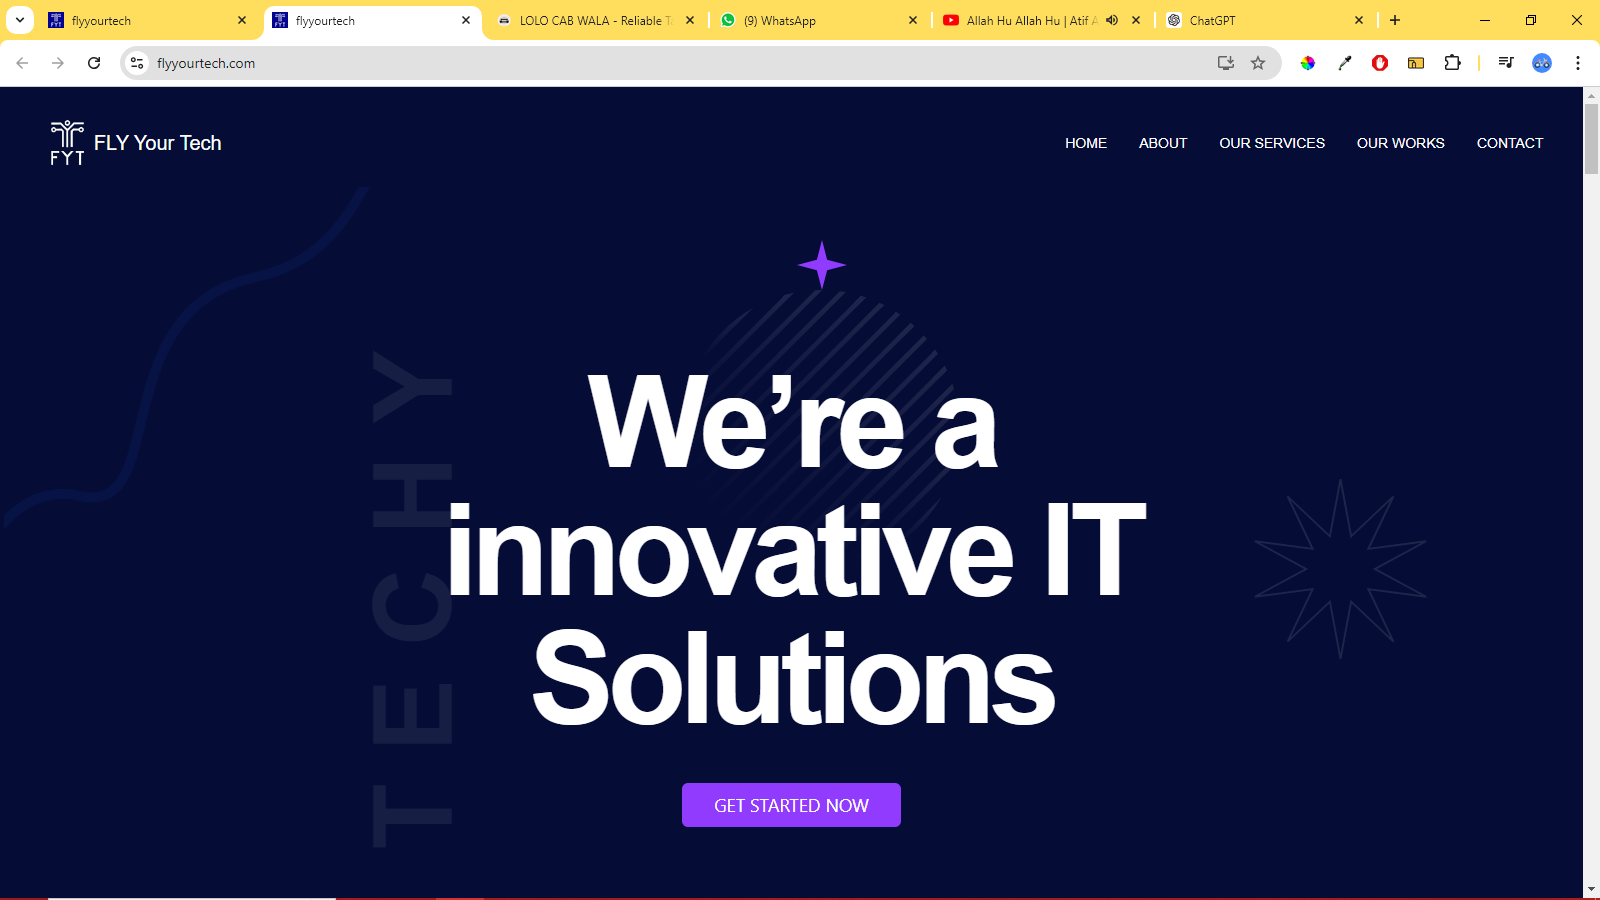 flyyourtech
flyyourtech
LOLO CAB WALA - Reliable T
(9) WhatsApp
Allah Hu Allah Hu | Atif A
ChatGPT
flyyourtech.com
FYT
FLY Your Tech
HOME
ABOUT
OUR SERVICES
OUR WORKS
CONTACT
TECHY
We’re a
innovative IT
Solutions
GET STARTED NOW